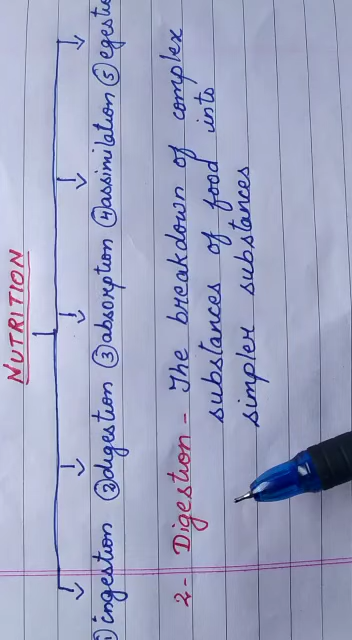 NUTRITION
① ingestion ② digestion ③ absorption ④ assimilation ⑤ egestio
2- Digestion - The breakdown of complex
substances of food into
simpler substances